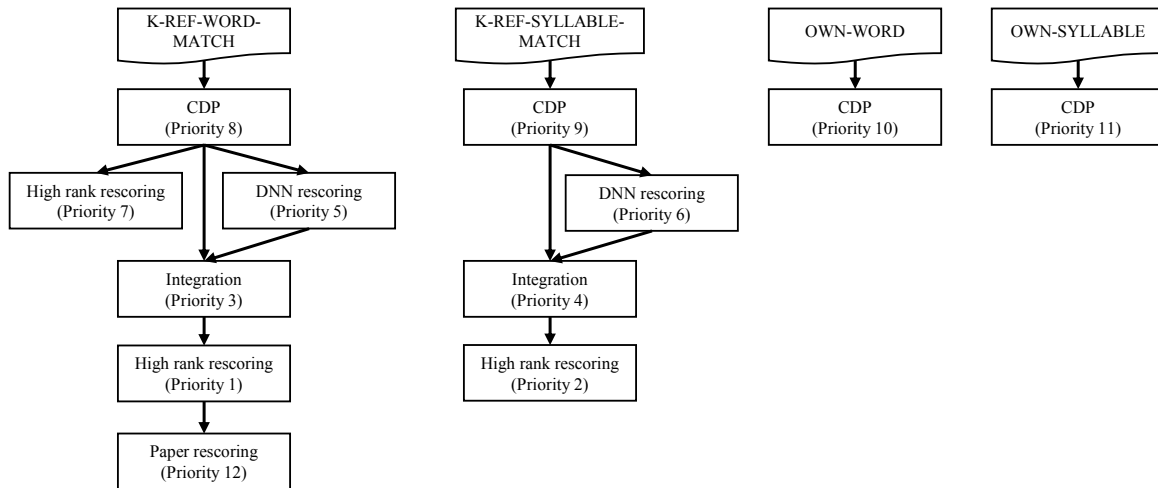 K-REF-WORD-
MATCH
CDP
(Priority 8)
High rank rescoring
(Priority 7)
DNN rescoring
(Priority 5)
Integration
(Priority 3)
High rank rescoring
(Priority 1)
Paper rescoring
(Priority 12)
K-REF-SYLLABLE-
MATCH
CDP
(Priority 9)
DNN rescoring
(Priority 6)
Integration
(Priority 4)
High rank rescoring
(Priority 2)
OWN-WORD
CDP
(Priority 10)
OWN-SYLLABLE
CDP
(Priority 11)